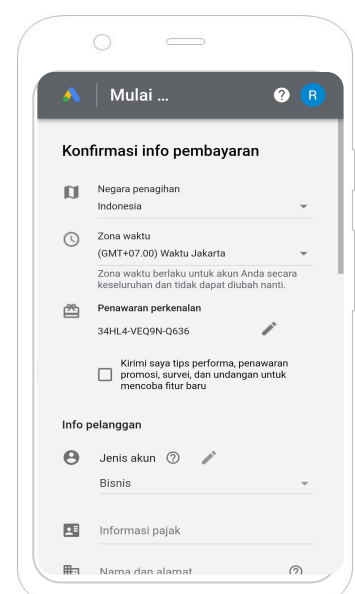 Mulai ...
R
Konfirmasi info pembayaran
Negara penagihan
Indonesia
Zona waktu
(GMT+07.00) Waktu Jakarta
Zona waktu berlaku untuk akun Anda secara
keseluruhan dan tidak dapat diubah nanti.
Penawaran perkenalan
34HL4-VEQ9N-Q636
Kirimi saya tips performa, penawaran
promosi, survei, dan undangan untuk
mencoba fitur baru
Info pelanggan
Jenis akun
Bisnis
Informasi pajak
Nama dan alamat